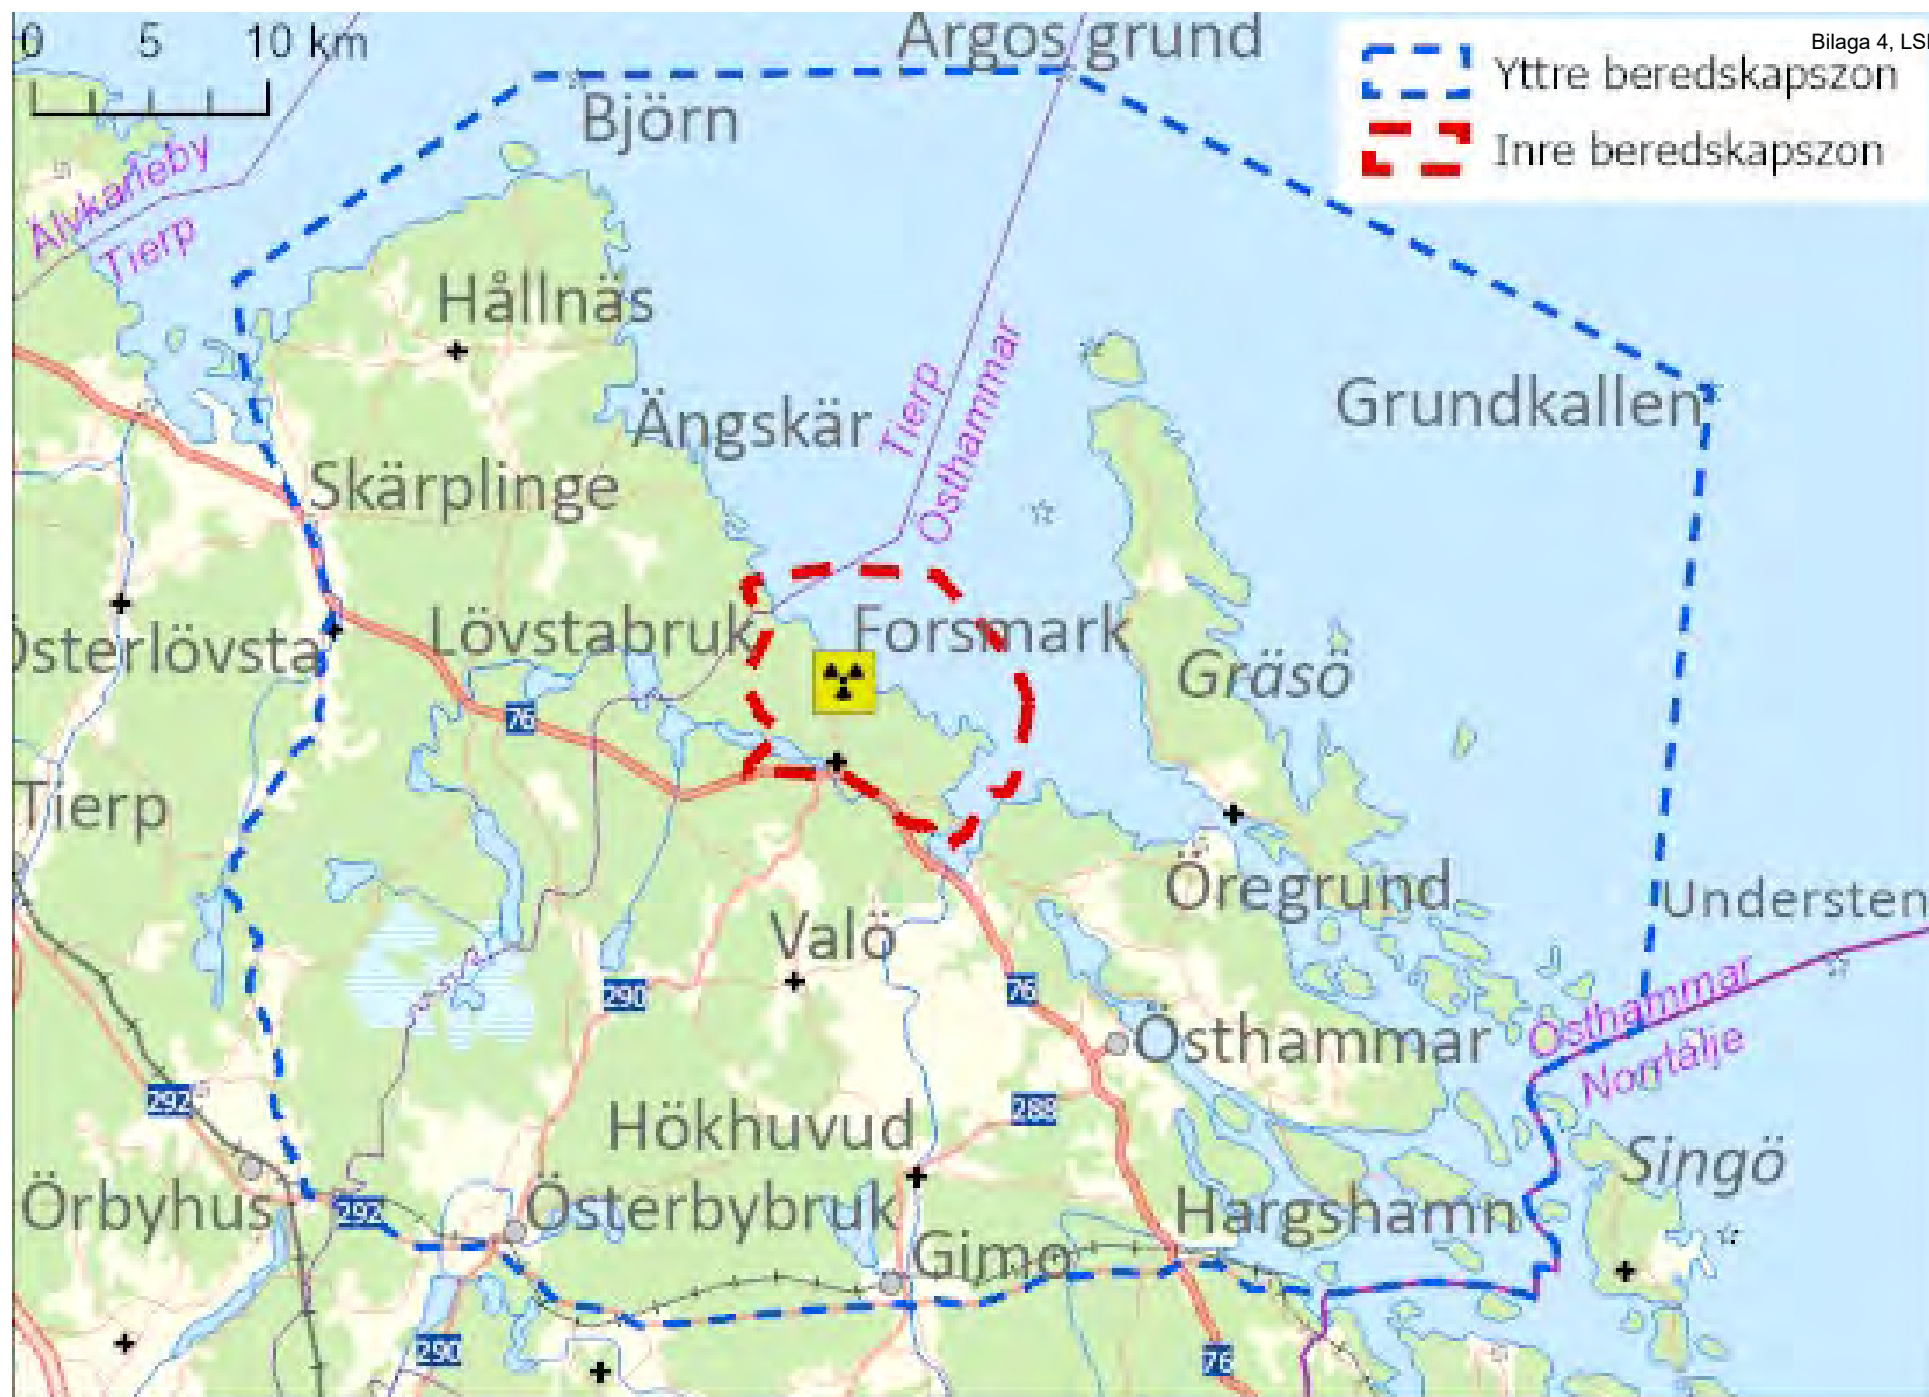 0 5 10 km
Argos grund
Bilaga 4, LSI
Yttre beredskapszon
Björn
Inre beredskapszon
Älvkarleby
Tierp
Hållnäs
Tierp
Östhammar
Grundkallen
Ängskär
Skärplinge
Österlövsta
Lövstabruk
Forsmark
Gräsö
76
Tierp
Öregrund
Understen
Valö
290
76
Östhammar
Östhammar
Norrtälje
292
288
Hökhuvud
Singö
Örbyhus
292
Österbybruk
Hargshamn
Gimo
290
76